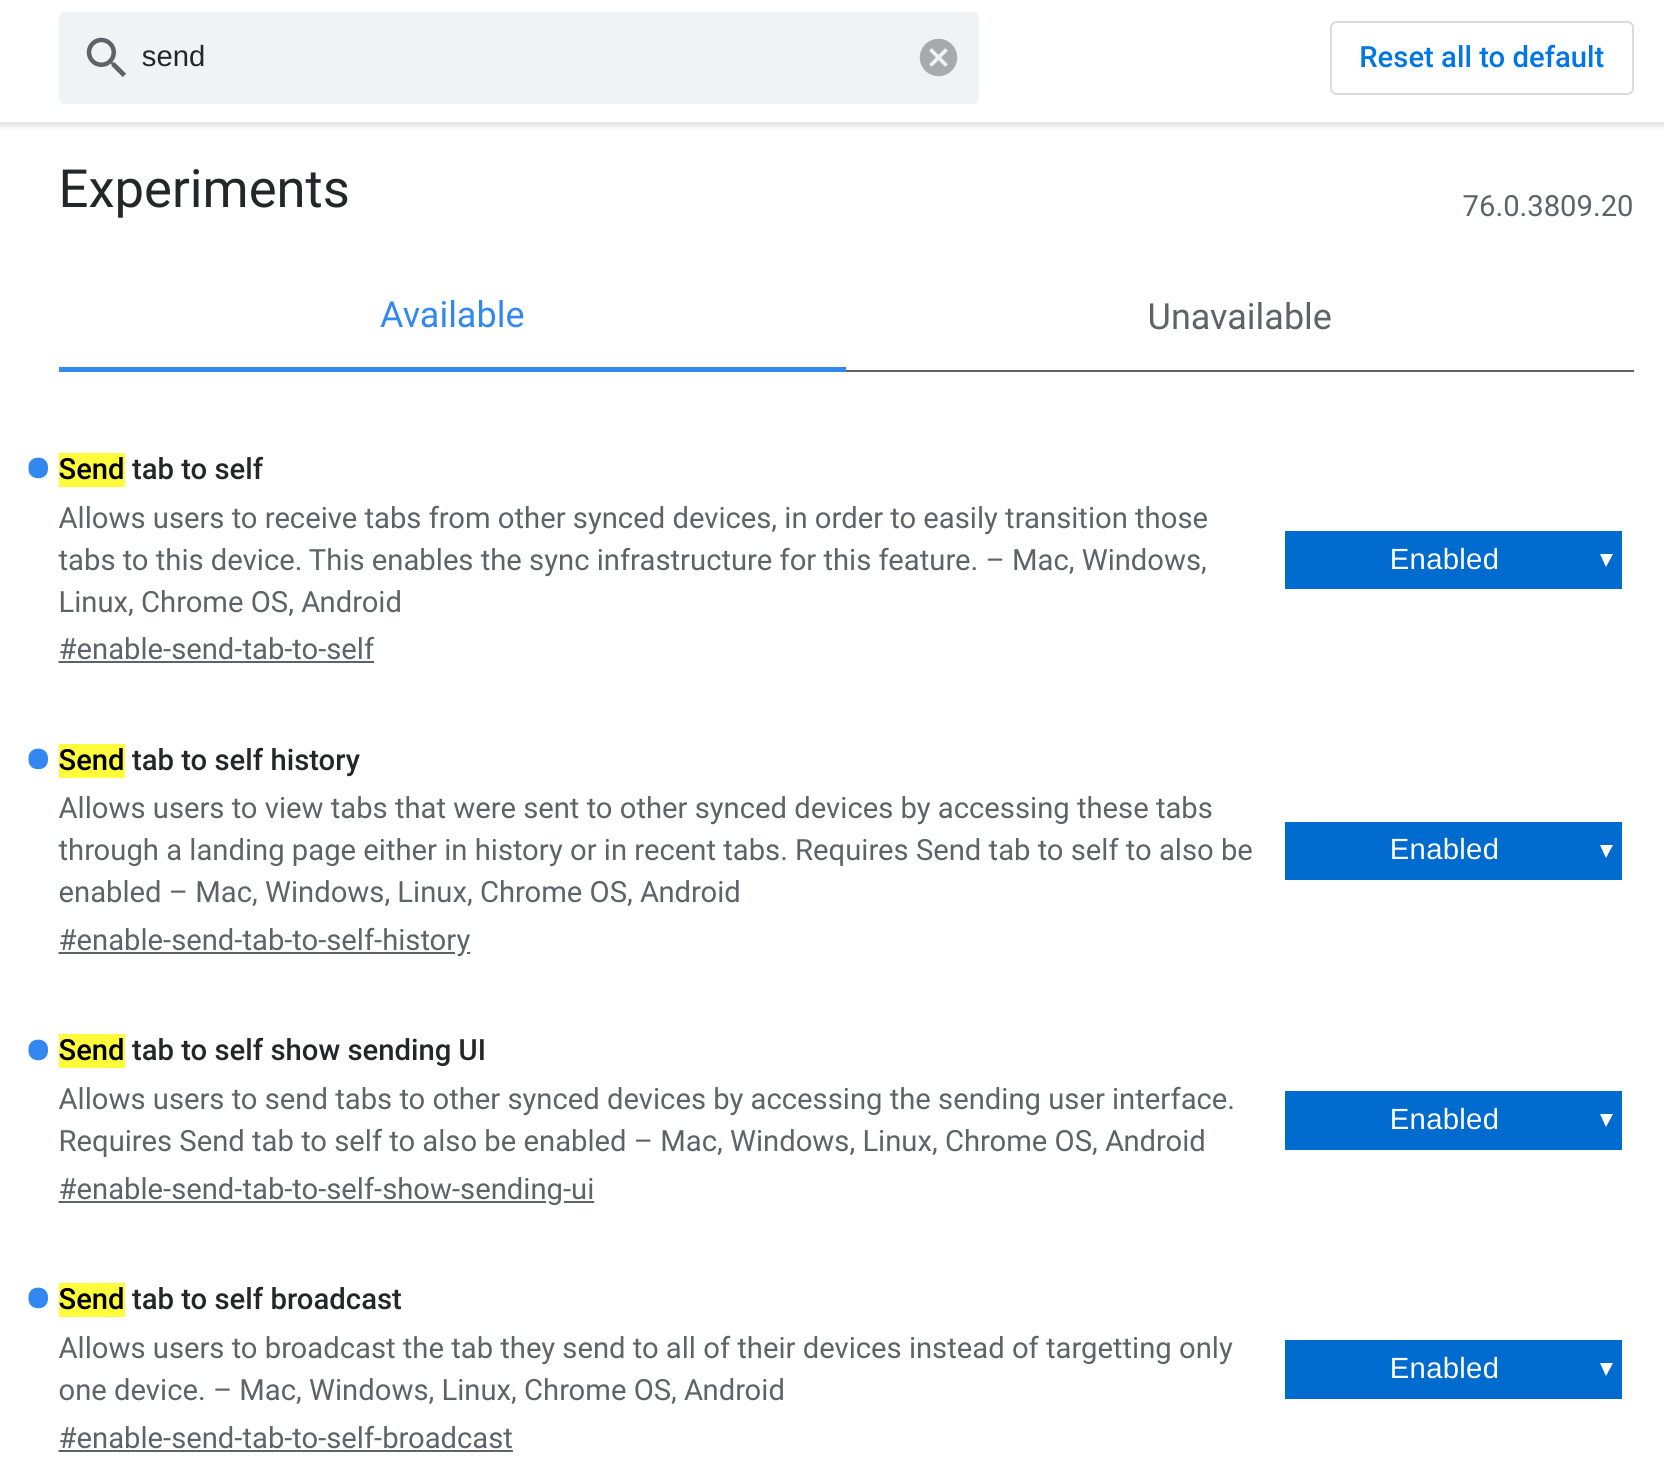 send
Reset all to default
Experiments
76.0.3809.20
Available
Unavailable
Send tab to self
Allows users to receive tabs from other synced devices, in order to easily transition those
tabs to this device. This enables the sync infrastructure for this feature. – Mac, Windows,
Linux, Chrome OS, Android
#enable-send-tab-to-self
Enabled
Send tab to self history
Allows users to view tabs that were sent to other synced devices by accessing these tabs
through a landing page either in history or in recent tabs. Requires Send tab to self to also be
enabled – Mac, Windows, Linux, Chrome OS, Android
#enable-send-tab-to-self-history
Enabled
Send tab to self show sending UI
Allows users to send tabs to other synced devices by accessing the sending user interface.
Requires Send tab to self to also be enabled – Mac, Windows, Linux, Chrome OS, Android
#enable-send-tab-to-self-show-sending-ui
Enabled
Send tab to self broadcast
Allows users to broadcast the tab they send to all of their devices instead of targetting only
one device. – Mac, Windows, Linux, Chrome OS, Android
#enable-send-tab-to-self-broadcast
Enabled